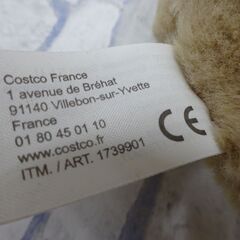 Costco France
1 avenue de Bréhat
91140 Villebon-sur-Yvette
France
01 80 45 01 10
www.costco.fr
ITM. / ART. 1739901
CE